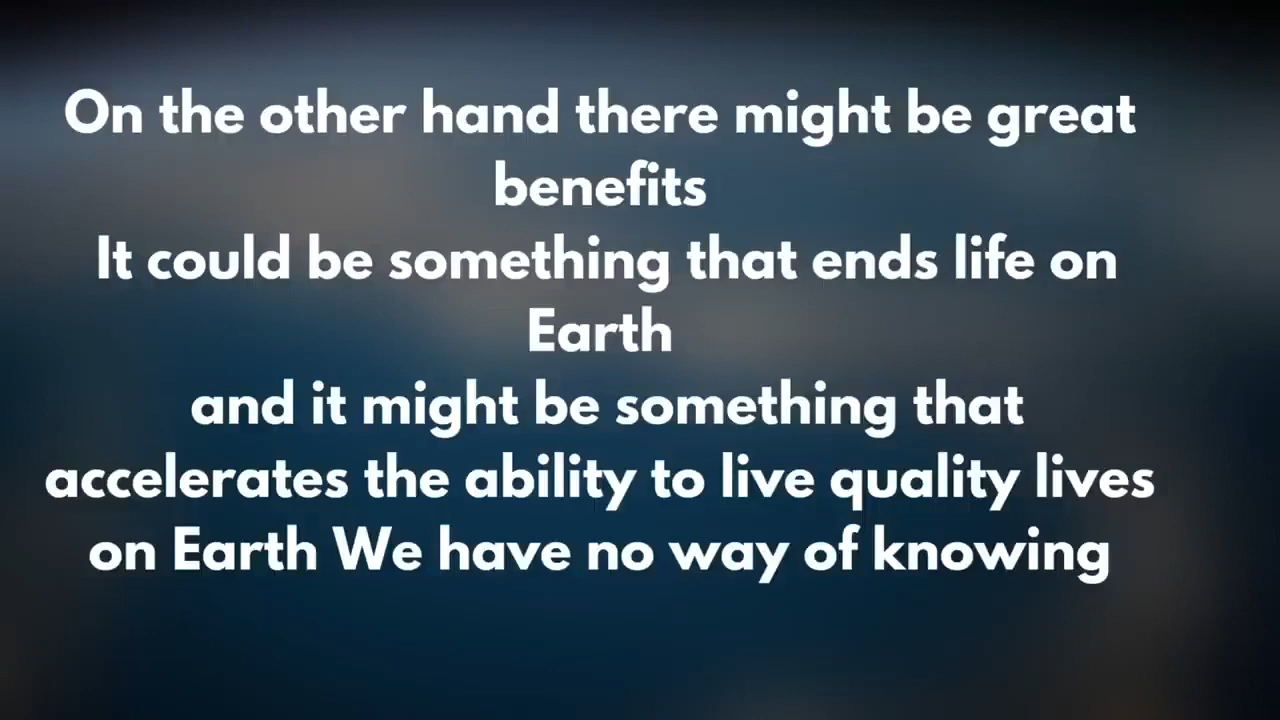 On the other hand there might be great
benefits
It could be something that ends life on
Earth
and it might be something that
accelerates the ability to live quality lives
on Earth We have no way of knowing